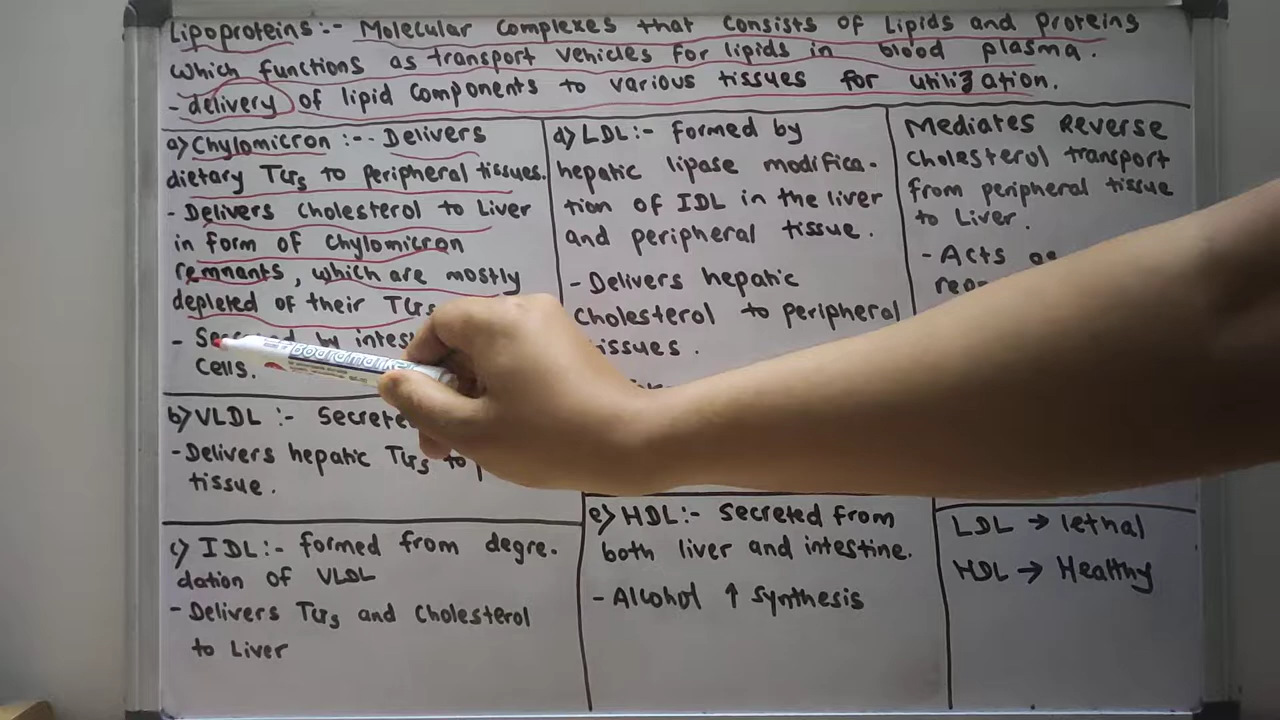 Lipoproteins :- Molecular complexes that consists of Lipids and proteins
which functions as transport vehicles for lipids in blood plasma.
- delivery of lipid components to various tissues for utilization.
a) Chylomicron :-- Delivers
dietary TGs to peripheral tissues.
- Delivers cholesterol to Liver
in form of chylomicron
remnants, which are mostly
depleted of their TGs
- by
cells.
b) VLDL :-
- Delivers hepatic TGs to
tissue.
c) IDL :- formed from degre-
dation of VLDL
- Delivers TGs and cholesterol
to Liver
d) LDL :- formed by
hepatic lipase modifica-
tion of IDL in the liver
and peripheral tissue.
- Delivers hepatic
cholesterol to peripheral
tissues.
e) HDL :- secreted from
both liver and intestine.
- Alcohol ↑ synthesis
Mediates Reverse
cholesterol transport
from peripheral tissue
to Liver.
- Acts
LDL → lethal
HDL → Healthy
Boardmarker